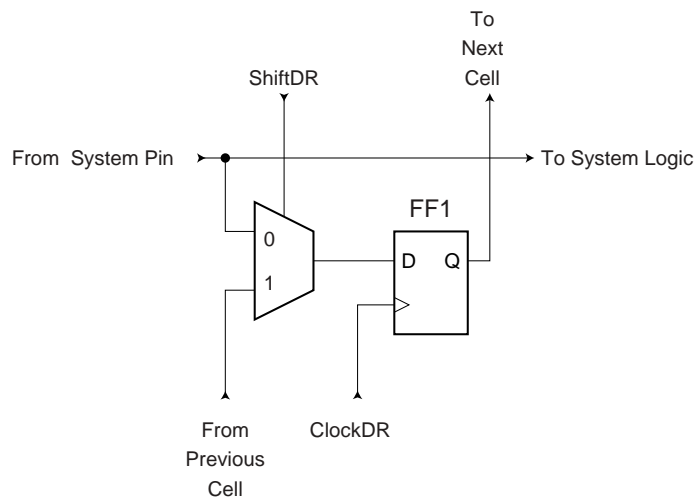 To
Next
Cell
ShiftDR
From System Pin
To System Logic
FF1
0
D Q
1
From
Previous
Cell
ClockDR